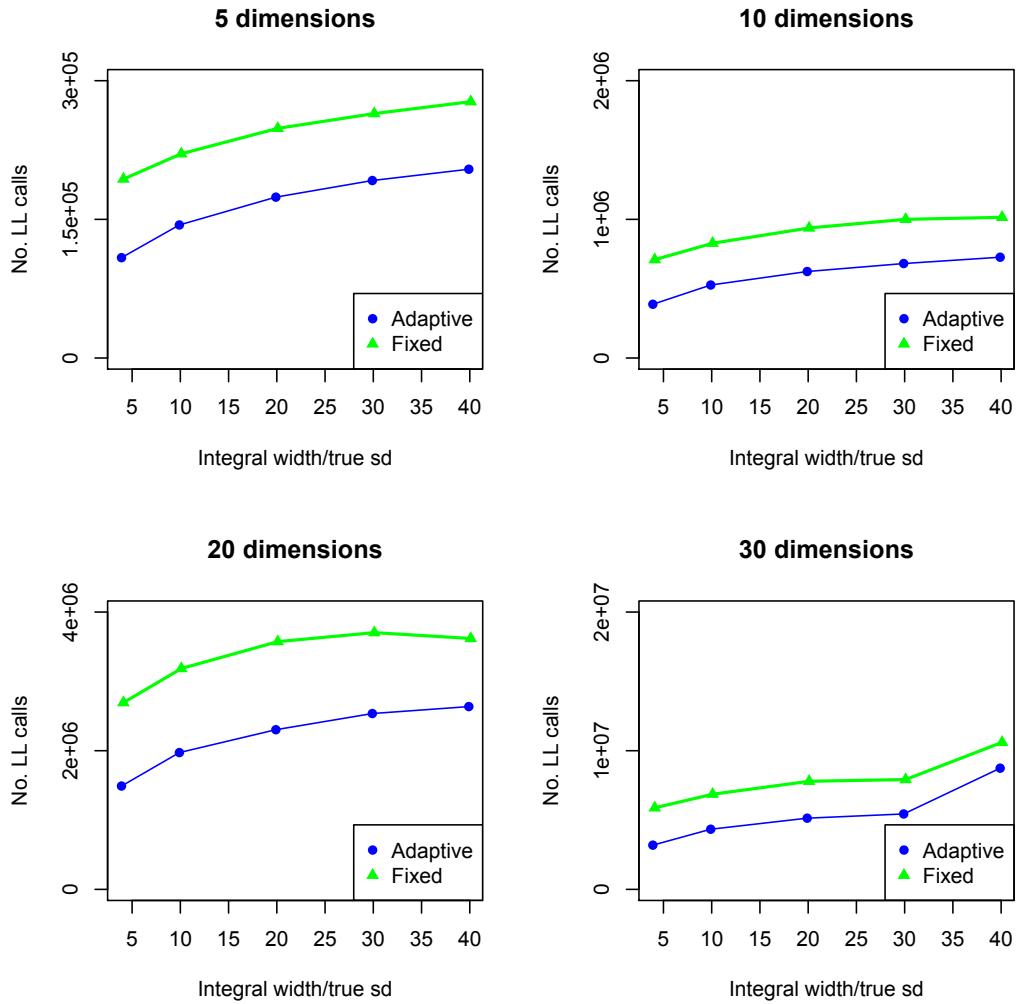 5 dimensions
No. LL calls
3e+05
1.5e+05
0
Adaptive
Fixed
5 10 15 20 25 30 35 40
Integral width/true sd
10 dimensions
No. LL calls
2e+06
1e+06
0
Adaptive
Fixed
5 10 15 20 25 30 35 40
Integral width/true sd
20 dimensions
No. LL calls
4e+06
2e+06
0
Adaptive
Fixed
5 10 15 20 25 30 35 40
Integral width/true sd
30 dimensions
No. LL calls
2e+07
1e+07
0
Adaptive
Fixed
5 10 15 20 25 30 35 40
Integral width/true sd